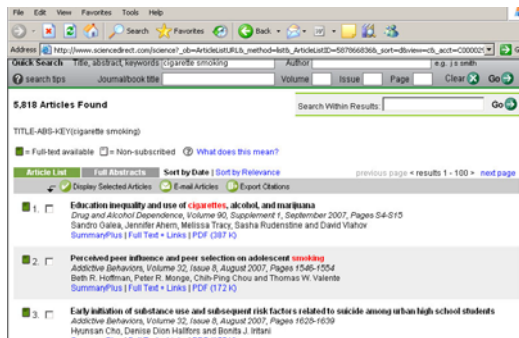 File Edit View Favorites Tools Help
Back Search Favorites Back
Address http://www.sciencedirect.com/science?_ob=ArticleListURL&_method=list&_ArticleListID=587866836&_sort=d&view=c&_acct=C000025
Quick Search Title, abstract, keywords cigarette smoking Author e.g. j s smith
search tips Journal/book title Volume Issue Page Clear Go
5,818 Articles Found
Search Within Results: Go
TITLE-ABS-KEY(cigarette smoking)
= Full-text available = Non-subscribed What does this mean?
Article List Full Abstracts Sort by Date | Sort by Relevance previous page < results 1 - 100 > next page
Display Selected Articles E-mail Articles Export Citations
1. Education inequality and use of cigarettes, alcohol, and marijuana
Drug and Alcohol Dependence, Volume 90, Supplement 1, September 2007, Pages S4-S15
Sandro Galea, Jennifer Ahern, Melissa Tracy, Sasha Rudenstine and David Vlahov
SummaryPlus | Full Text + Links | PDF (387 K)
2. Perceived peer influence and peer selection on adolescent smoking
Addictive Behaviors, Volume 32, Issue 8, August 2007, Pages 1546-1554
Beth R. Hoffman, Peter R. Monge, Chih-Ping Chou and Thomas W. Valente
SummaryPlus | Full Text + Links | PDF (172 K)
3. Early initiation of substance use and subsequent risk factors related to suicide among urban high school students
Addictive Behaviors, Volume 32, Issue 8, August 2007, Pages 1628-1639
Hyunsan Cho, Denise Dion Hallfors and Bonita J. Iritani